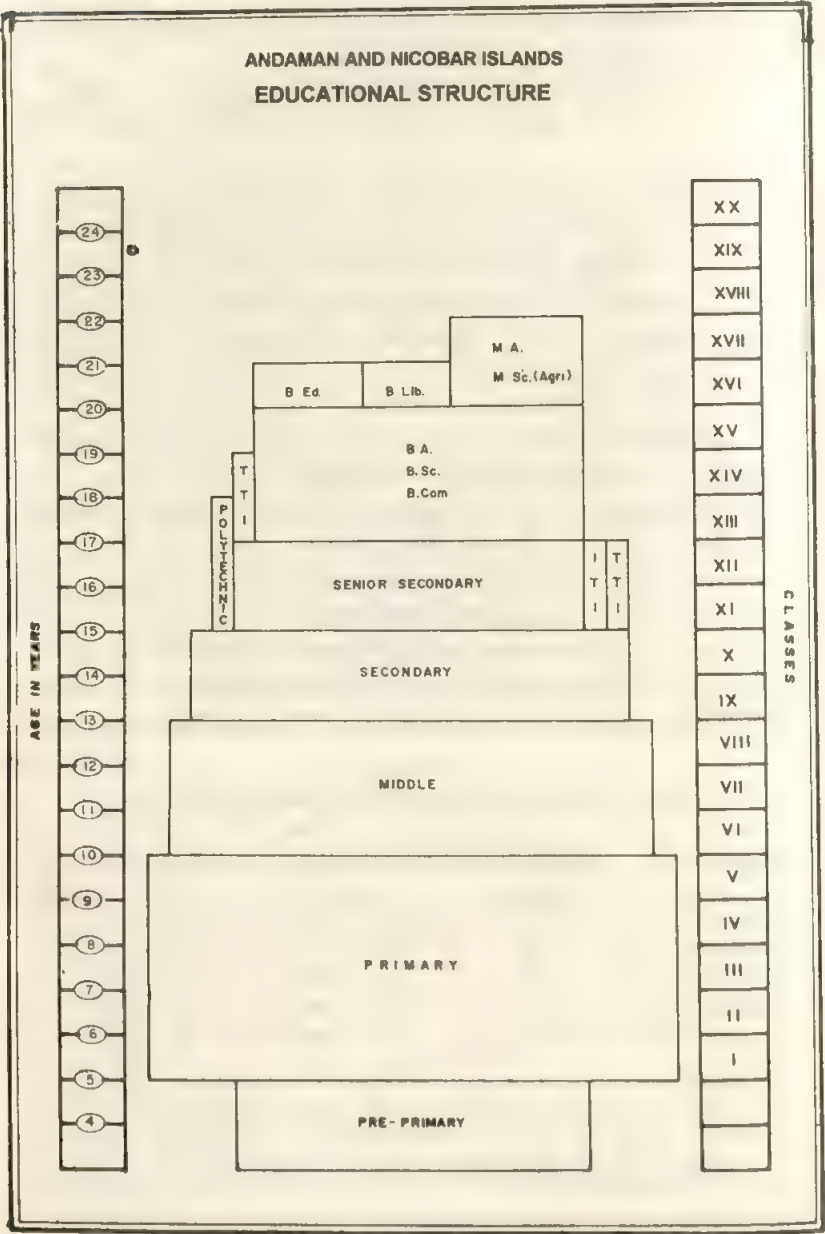 ANDAMAN AND NICOBAR ISLANDS
EDUCATIONAL STRUCTURE
24
23
22
21
20
19
18
17
16
15
14
13
12
11
10
9
8
7
6
5
4
AGE IN YEARS
M A.
M Sc.(Agri)
B Ed.
B Lib.
B A.
B. Sc.
B. Com
T T I
POLYTECHNIC
SENIOR SECONDARY
I T I
T T I
SECONDARY
MIDDLE
PRIMARY
PRE-PRIMARY
XX
XIX
XVIII
XVII
XVI
XV
XIV
XIII
XII
XI
X
IX
VIII
VII
VI
V
IV
III
II
I
CLASSES